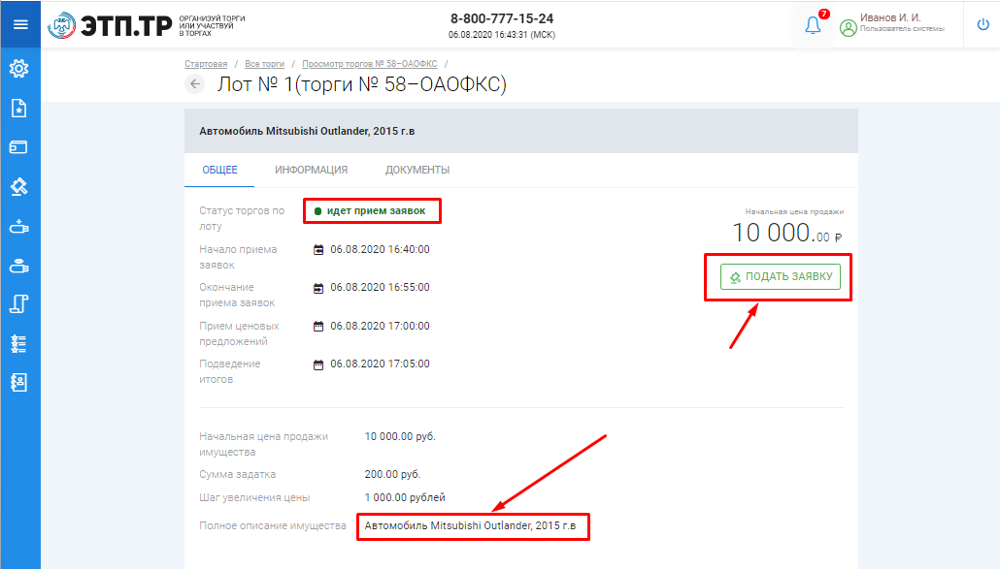 ЭТП.ТР
ОРГАНИЗУЙ ТОРГИ
ИЛИ УЧАСТВУЙ
В ТОРГАХ
8-800-777-15-24
06.08.2020 16:43:31 (МСК)
7
Иванов И. И.
Пользователь системы
Стартовая / Все торги / Просмотр торгов № 58–ОАОФКС /
Лот № 1(торги № 58–ОАОФКС)
Автомобиль Mitsubishi Outlander, 2015 г.в
ОБЩЕЕ ИНФОРМАЦИЯ ДОКУМЕНТЫ
Статус торгов по
лоту
идет прием заявок
Начало приема
заявок
06.08.2020 16:40:00
Окончание
приема заявок
06.08.2020 16:55:00
Прием ценовых
предложений
06.08.2020 17:00:00
Подведение
итогов
06.08.2020 17:05:00
Начальная цена продажи
10 000.00 ₽
ПОДАТЬ ЗАЯВКУ
Начальная цена продажи
имущества
10 000.00 руб.
Сумма задатка 200.00 руб.
Шаг увеличения цены 1 000.00 рублей
Полное описание имущества Автомобиль Mitsubishi Outlander, 2015 г.в